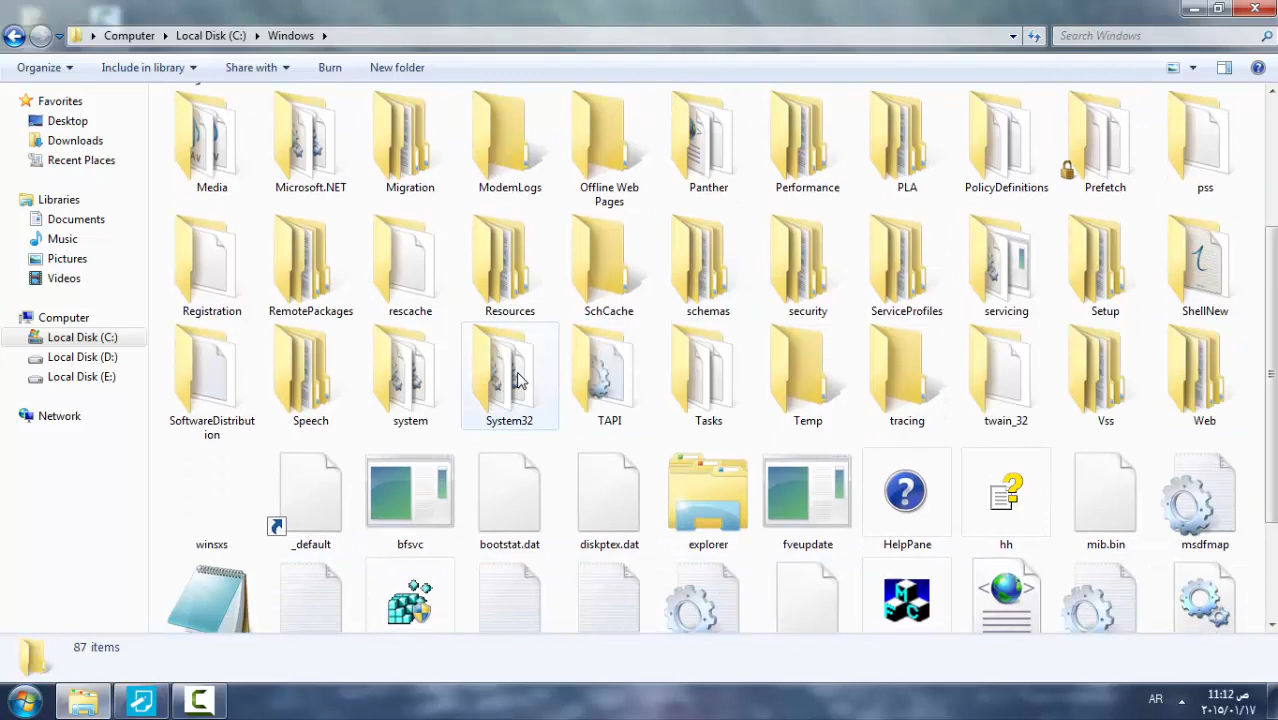 Computer
Local Disk (C:)
Windows
Search Windows
Organize
Include in library
Share with
Burn
New folder
Favorites
Desktop
Downloads
Recent Places
Libraries
Documents
Music
Pictures
Videos
Computer
Local Disk (C:)
Local Disk (D:)
Local Disk (E:)
Network
Media
Microsoft.NET
Migration
ModemLogs
Offline Web
Pages
Panther
Performance
PLA
PolicyDefinitions
Prefetch
pss
Registration
RemotePackages
rescache
Resources
SchCache
schemas
security
ServiceProfiles
servicing
Setup
ShellNew
SoftwareDistribut
ion
Speech
system
System32
TAPI
Tasks
Temp
tracing
twain_32
Vss
Web
winsxs
_default
bfsvc
bootstat.dat
diskptex.dat
explorer
fveupdate
HelpPane
hh
mib.bin
msdfmap
MFC
87 items
AR
11:12 ص
٢٠١٥/٠١/١٧